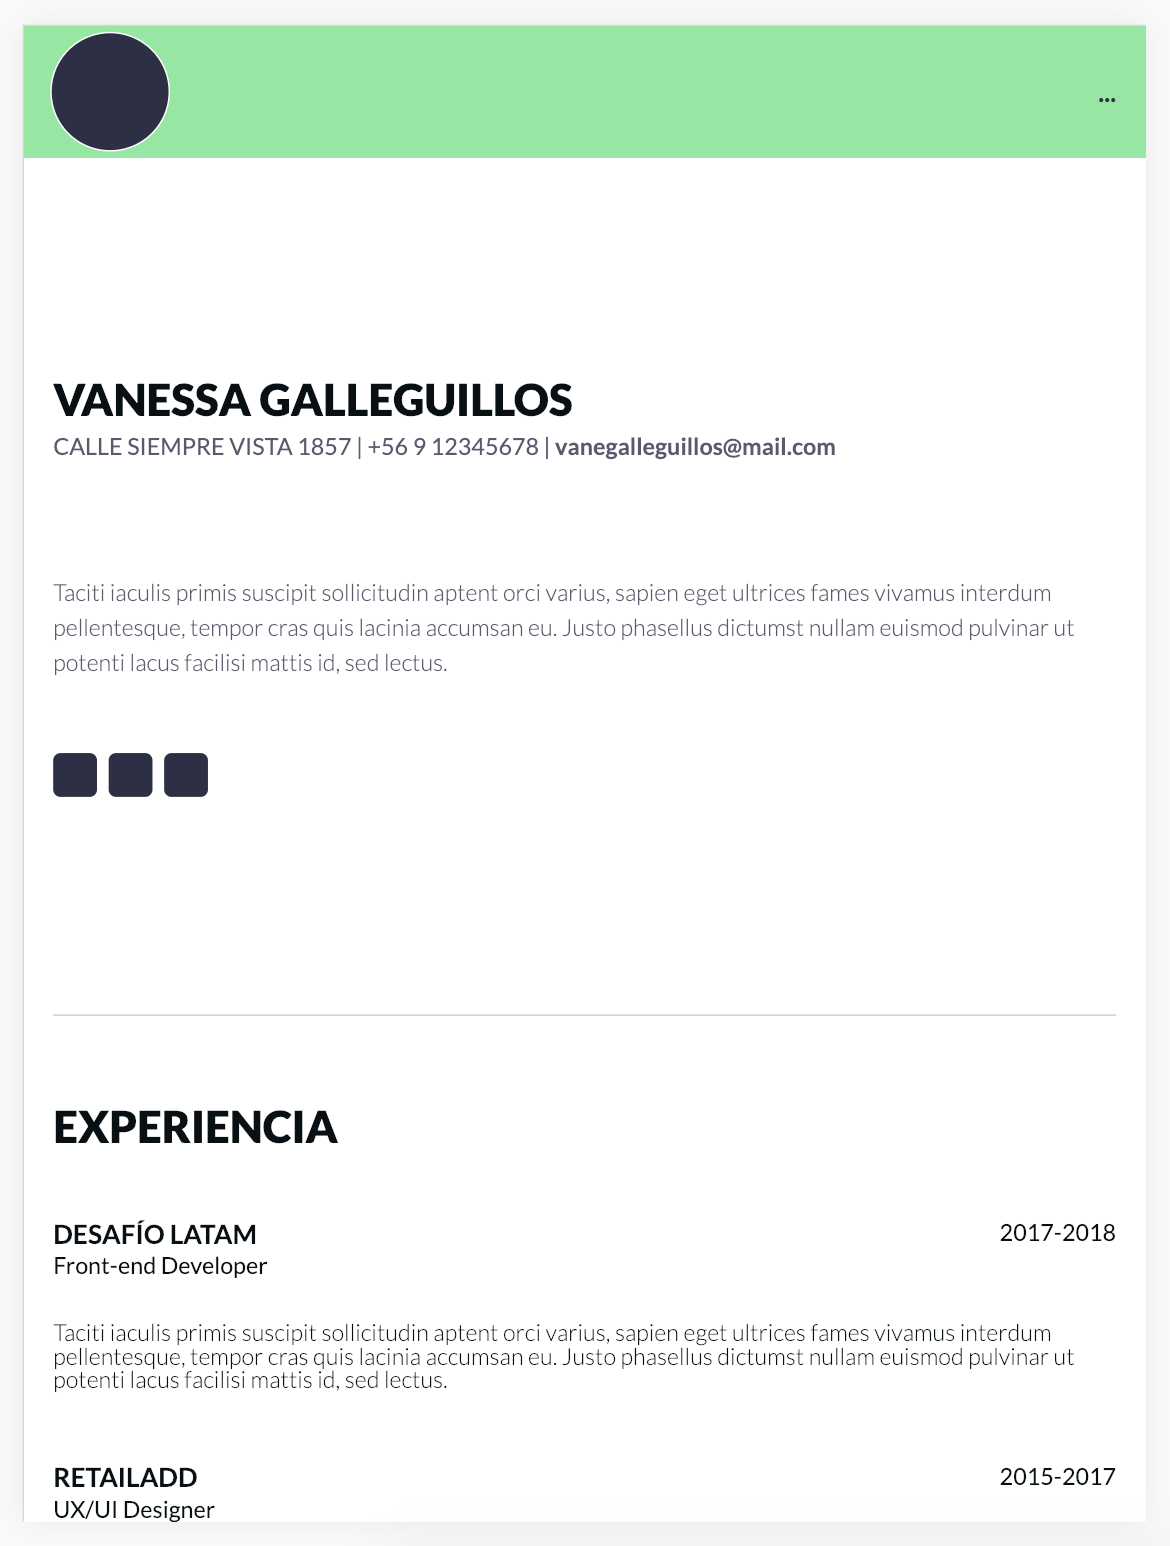 ...
VANESSA GALLEGUILLOS
CALLE SIEMPRE VISTA 1857 | +56 9 12345678 | vanegalleguillos@mail.com
Taciti iaculis primis suscipit sollicitudin aptent orci varius, sapien eget ultrices fames vivamus interdum
pellentesque, tempor cras quis lacinia accumsan eu. Justo phasellus dictumst nullam euismod pulvinar ut
potenti lacus facilisi mattis id, sed lectus.
EXPERIENCIA
DESAFÍO LATAM 2017-2018
Front-end Developer
Taciti iaculis primis suscipit sollicitudin aptent orci varius, sapien eget ultrices fames vivamus interdum
pellentesque, tempor cras quis lacinia accumsan eu. Justo phasellus dictumst nullam euismod pulvinar ut
potenti lacus facilisi mattis id, sed lectus.
RETAILADD 2015-2017
UX/UI Designer